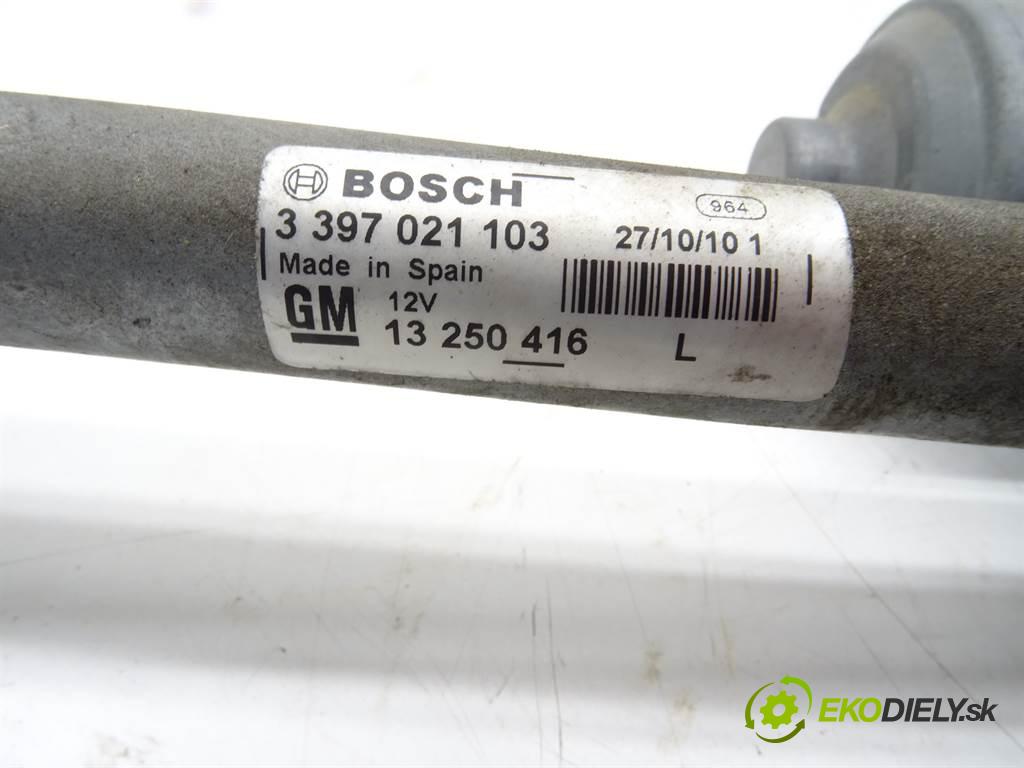 BOSCH
964
3 397 021 103 27/10/10 1
Made in Spain
GM 12V
13 250 416 L
EKODIELY.sk